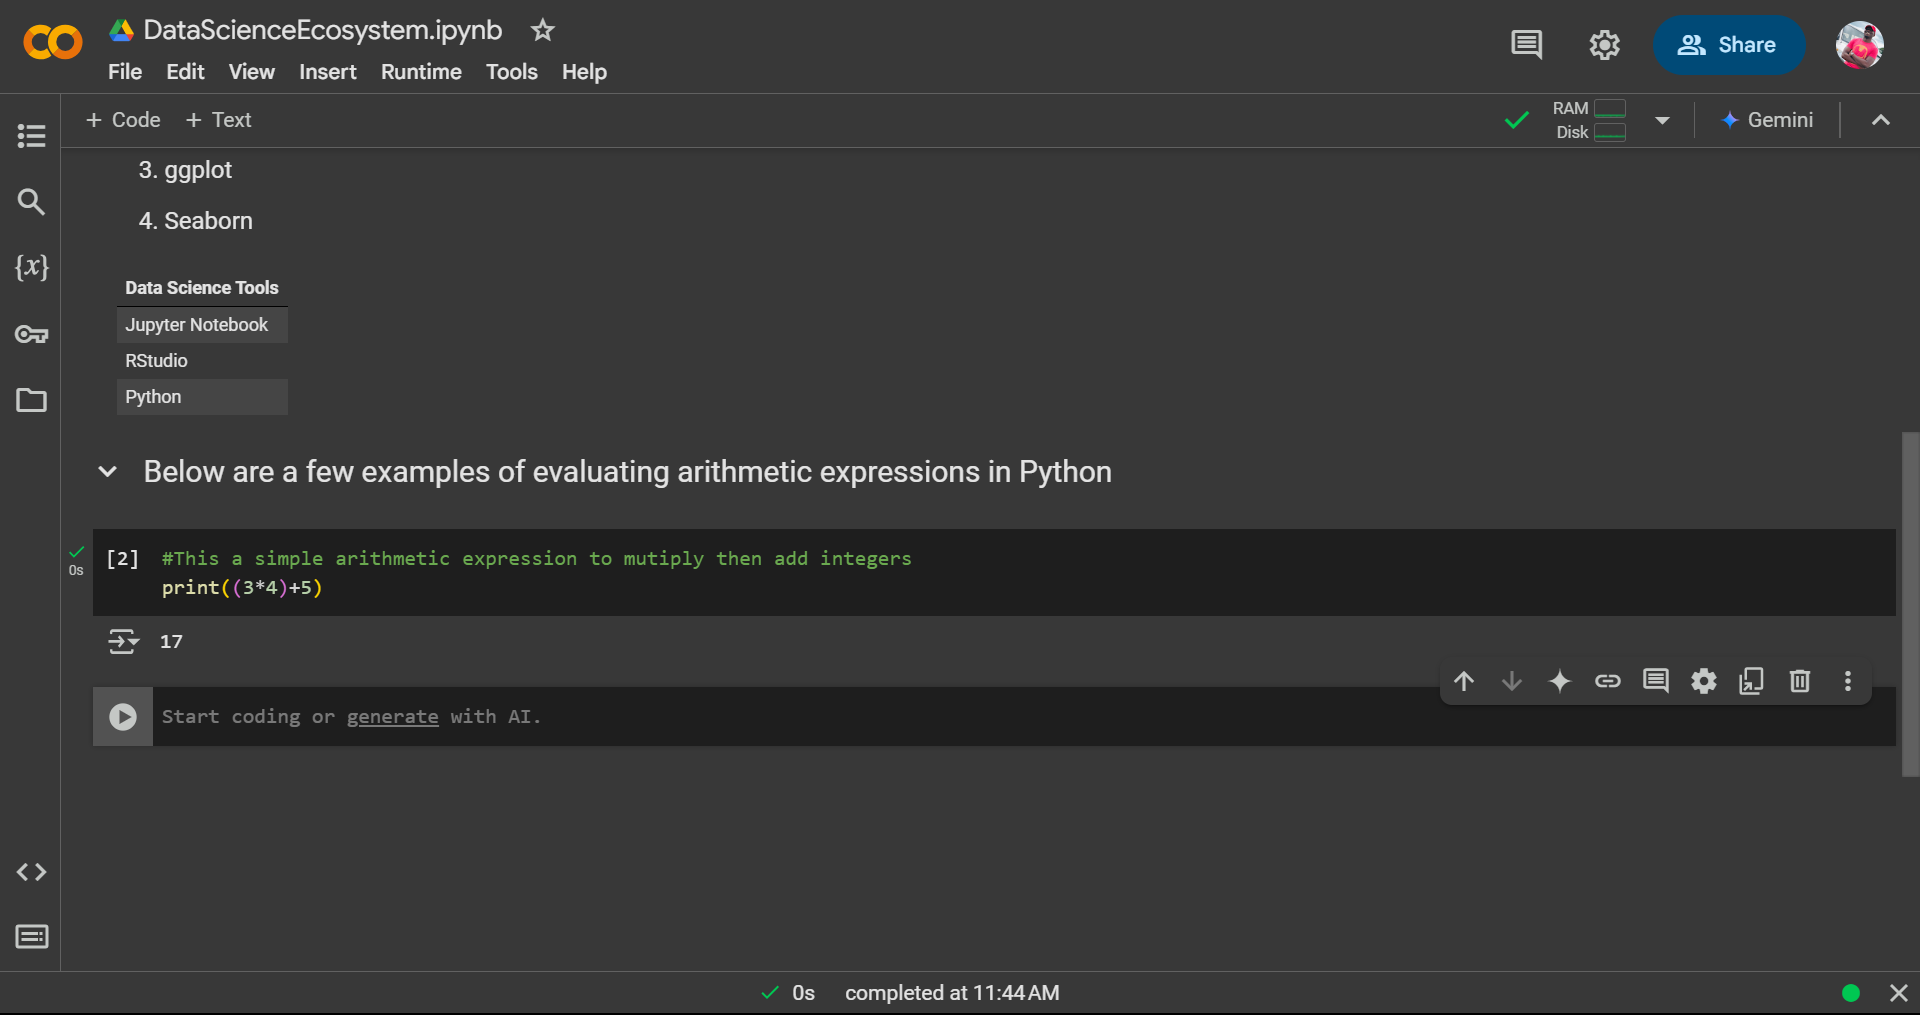 DataScienceEcosystem.ipynb
File Edit View Insert Runtime Tools Help
Share
+ Code + Text
RAM
Disk
Gemini
3. ggplot
4. Seaborn
{x}
Data Science Tools
Jupyter Notebook
RStudio
Python
Below are a few examples of evaluating arithmetic expressions in Python
[2] #This a simple arithmetic expression to mutiply then add integers
0s
print((3*4)+5)
17
Start coding or generate with AI.
0s completed at 11:44 AM